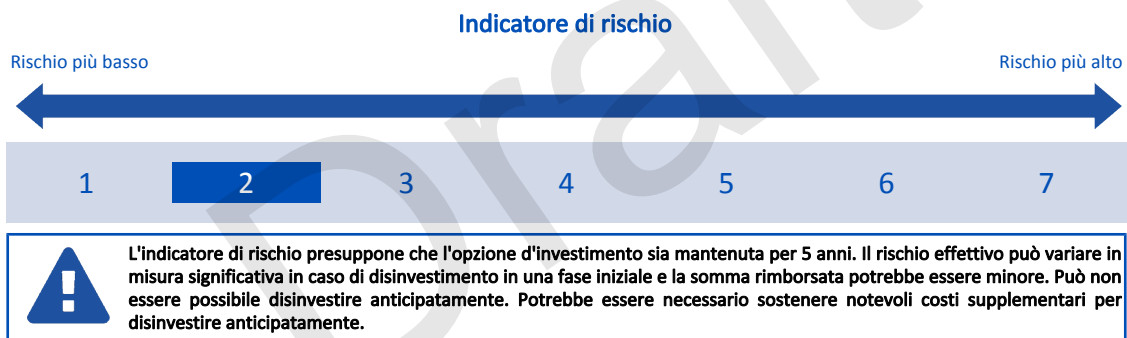 Indicatore di rischio
Rischio più basso
Rischio più alto
1 2 3 4 5 6 7
L'indicatore di rischio presuppone che l'opzione d'investimento sia mantenuta per 5 anni. Il rischio effettivo può variare in
misura significativa in caso di disinvestimento in una fase iniziale e la somma rimborsata potrebbe essere minore. Può non
essere possibile disinvestire anticipatamente. Potrebbe essere necessario sostenere notevoli costi supplementari per
disinvestire anticipatamente.
Draft